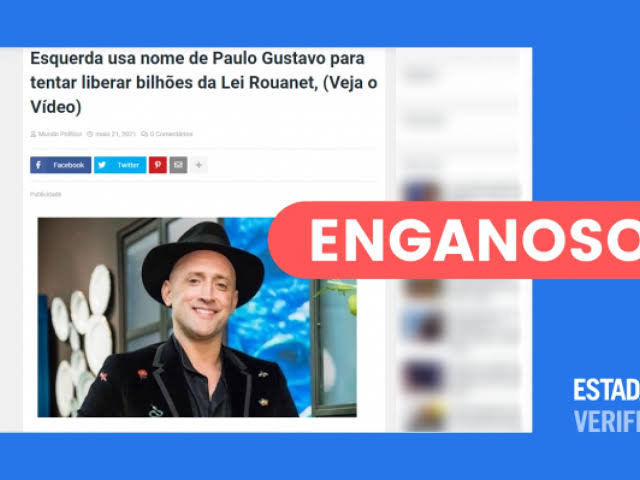 Esquerda usa nome de Paulo Gustavo para
tentar liberar bilhões da Lei Rouanet, (Veja o
Vídeo)
Mundo Político maio 21, 2021 0 Comentários
Facebook Twitter
Publicidade
ENGANOSO
ESTAD
VERIF